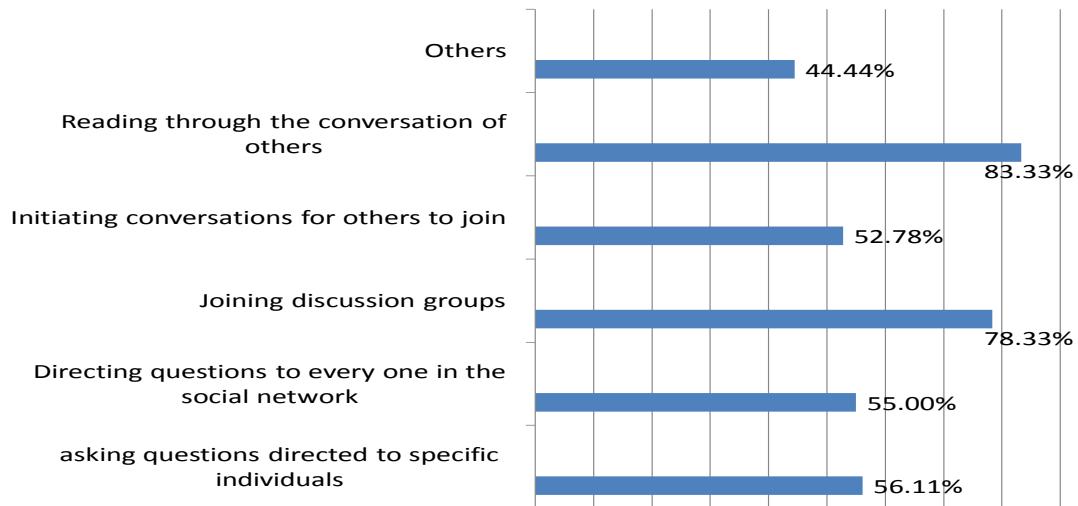 Others
44.44%
Reading through the conversation of
others
83.33%
Initiating conversations for others to join
52.78%
Joining discussion groups
78.33%
Directing questions to every one in the
social network
55.00%
asking questions directed to specific
individuals
56.11%